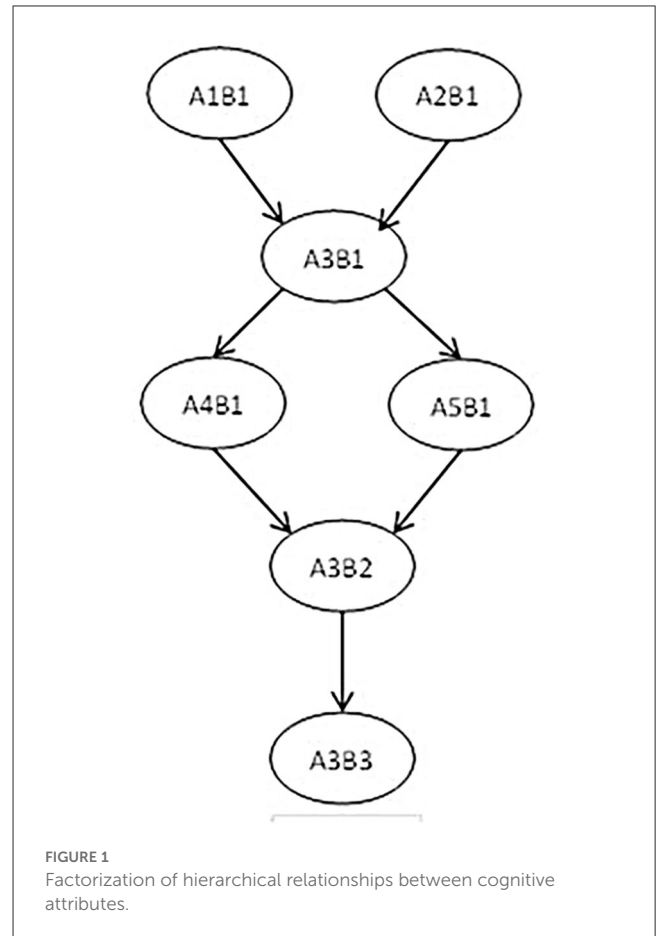 A1B1 A2B1
A3B1
A4B1 A5B1
A3B2
A3B3
FIGURE 1
Factorization of hierarchical relationships between cognitive
attributes.